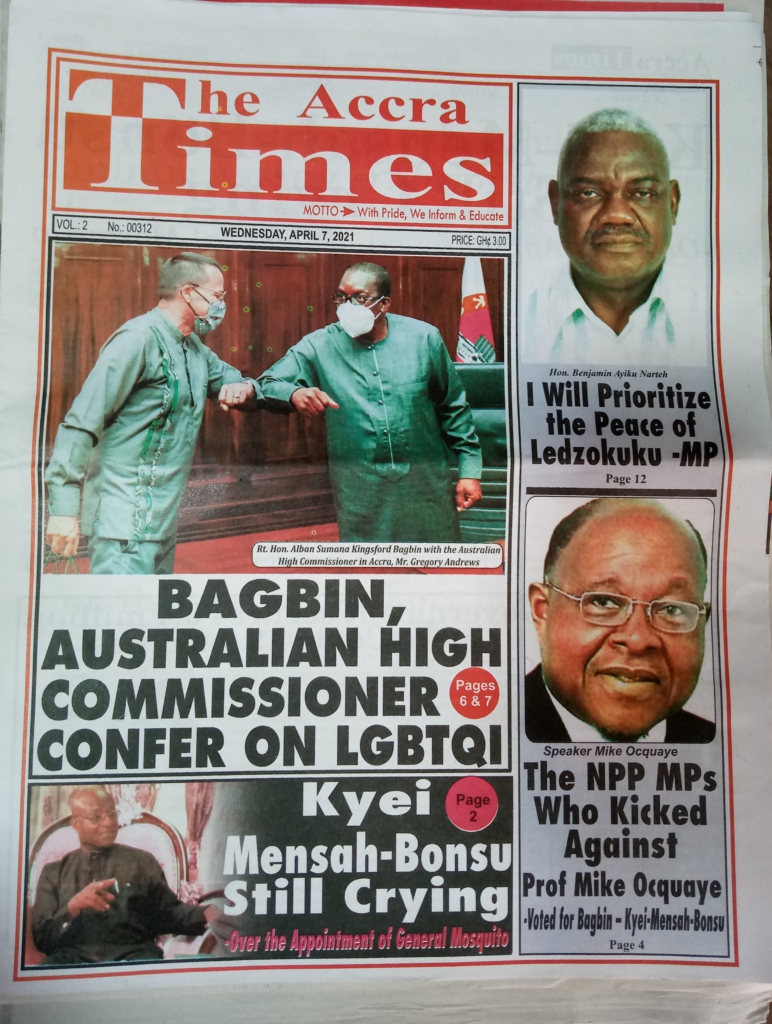 The Accra
Times
MOTTO With Pride, We Inform & Educate
VOL.: 2 No.: 00312 WEDNESDAY, APRIL 7, 2021 PRICE: GH¢ 3.00
Rt. Hon. Alban Sumana Kingsford Bagbin with the Australian
High Commissioner in Accra, Mr. Gregory Andrews
BAGBIN,
AUSTRALIAN HIGH
COMMISSIONER
CONFER ON LGBTQI
Pages
6 & 7
Kyei
Mensah-Bonsu
Still Crying
-Over the Appointment of General Mosquito
Page
2
Hon. Benjamin Ayiku Narteh
I Will Prioritize
the Peace of
Ledzokuku -MP
Page 12
Speaker Mike Ocquaye
The NPP MPs
Who Kicked
Against
Prof Mike Ocquaye
-Voted for Bagbin - Kyei-Mensah-Bonsu
Page 4